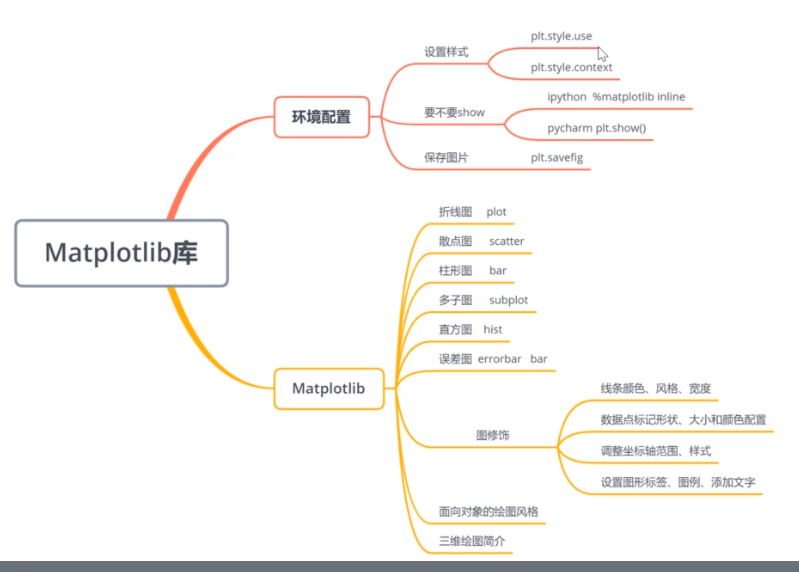 Matplotlib库
环境配置
设置样式
plt.style.use
plt.style.context
要不要show
ipython %matplotlib inline
pycharm plt.show()
保存图片
plt.savefig
Matplotlib
折线图 plot
散点图 scatter
柱形图 bar
多子图 subplot
直方图 hist
误差图 errorbar bar
图修饰
线条颜色、风格、宽度
数据点标记形状、大小和颜色配置
调整坐标轴范围、样式
设置图形标签、图例、添加文字
面向对象的绘图风格
三维绘图简介